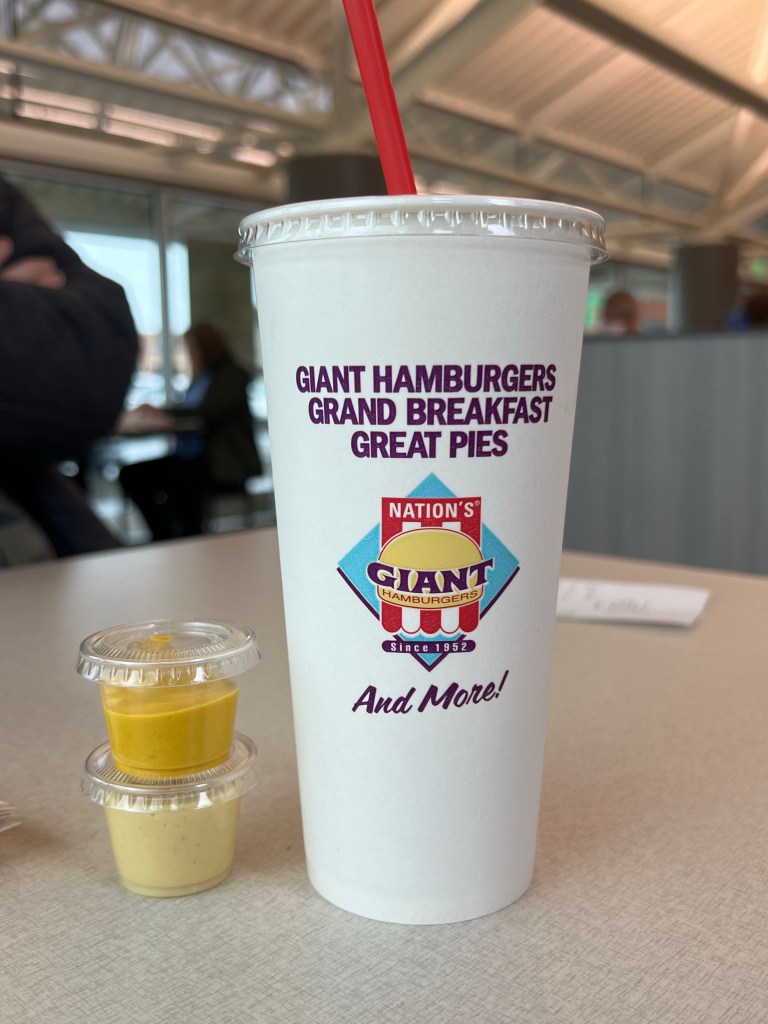 GIANT HAMBURGERS
GRAND BREAKFAST
GREAT PIES
NATION'S®
GIANT
HAMBURGERS
Since 1952
And More!